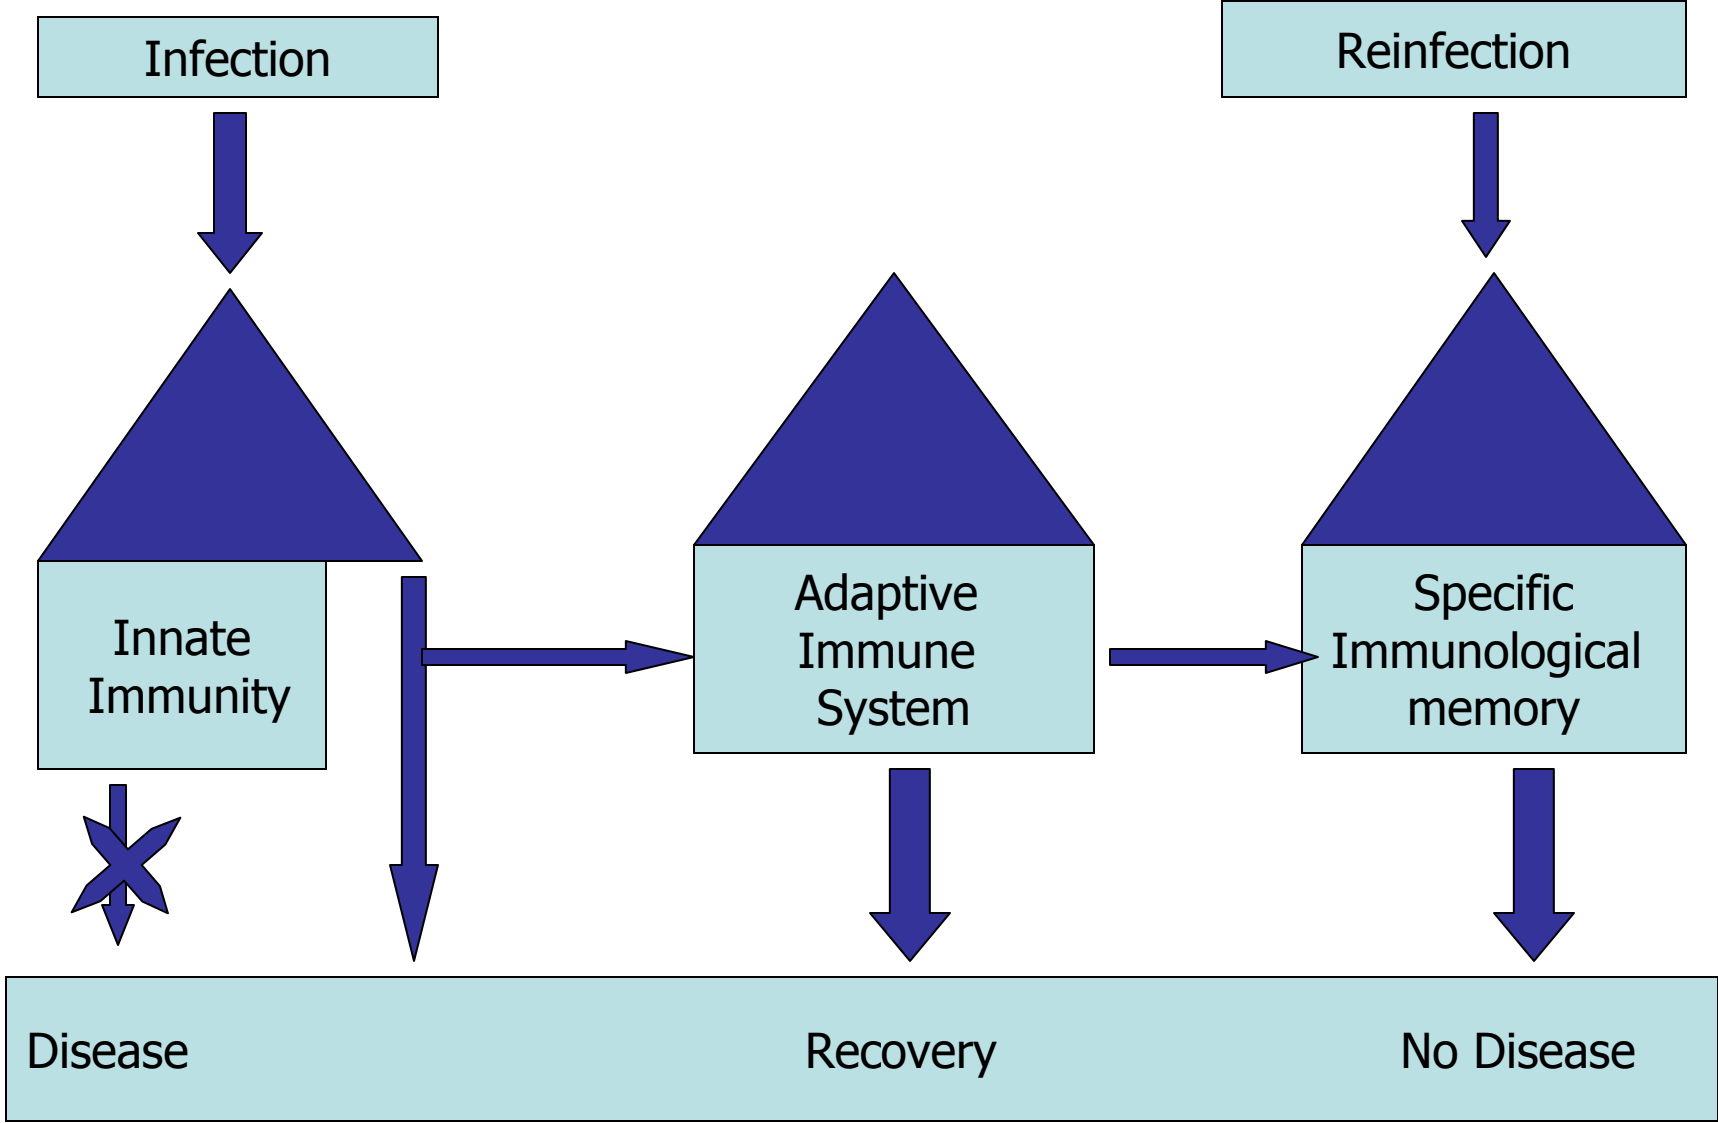 Infection
Reinfection
Innate
Immunity
Adaptive
Immune
System
Specific
Immunological
memory
Disease
Recovery
No Disease